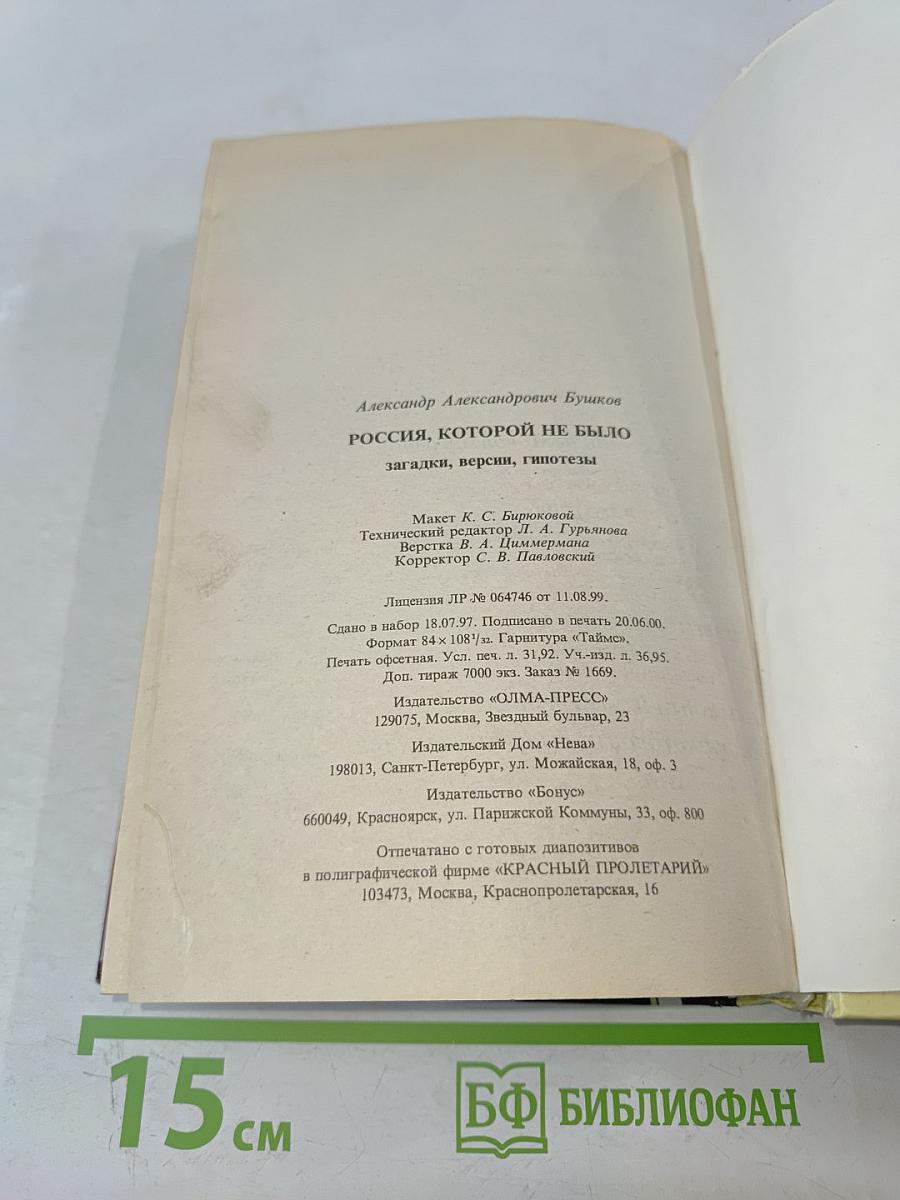 Александр Александрович Бушков
РОССИЯ, КОТОРОЙ НЕ БЫЛО
загадки, версии, гипотезы
Макет К. С. Бирюковой
Технический редактор Л. А. Гурьянова
Верстка В. А. Циммермана
Корректор С. В. Павловский
Лицензия ЛР № 064746 от 11.08.99.
Сдано в набор 18.07.97. Подписано в печать 20.06.00.
Формат 84 × 108 1/32. Гарнитура «Таймс».
Печать офсетная. Усл. печ. л. 31,92. Уч.-изд. л. 36,95.
Доп. тираж 7000 экз. Заказ № 1669.
Издательство «ОЛМА-ПРЕСС»
129075, Москва, Звездный бульвар, 23
Издательский Дом «Нева»
198013, Санкт-Петербург, ул. Можайская, 18, оф. 3
Издательство «Бонус»
660049, Красноярск, ул. Парижской Коммуны, 33, оф. 800
Отпечатано с готовых диапозитивов
в полиграфической фирме «КРАСНЫЙ ПРОЛЕТАРИЙ»
103473, Москва, Краснопролетарская, 16
15 см
БФ БИБЛИОФАН